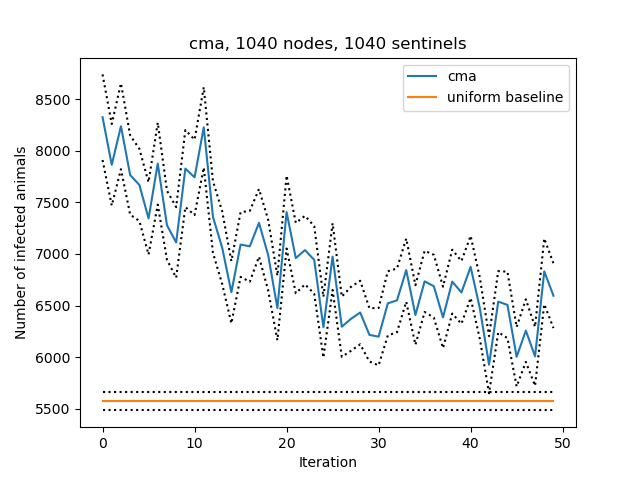 cma, 1040 nodes, 1040 sentinels
cma
uniform baseline
Number of infected animals
8500
8000
7500
7000
6500
6000
5500
0 10 20 30 40 50
Iteration